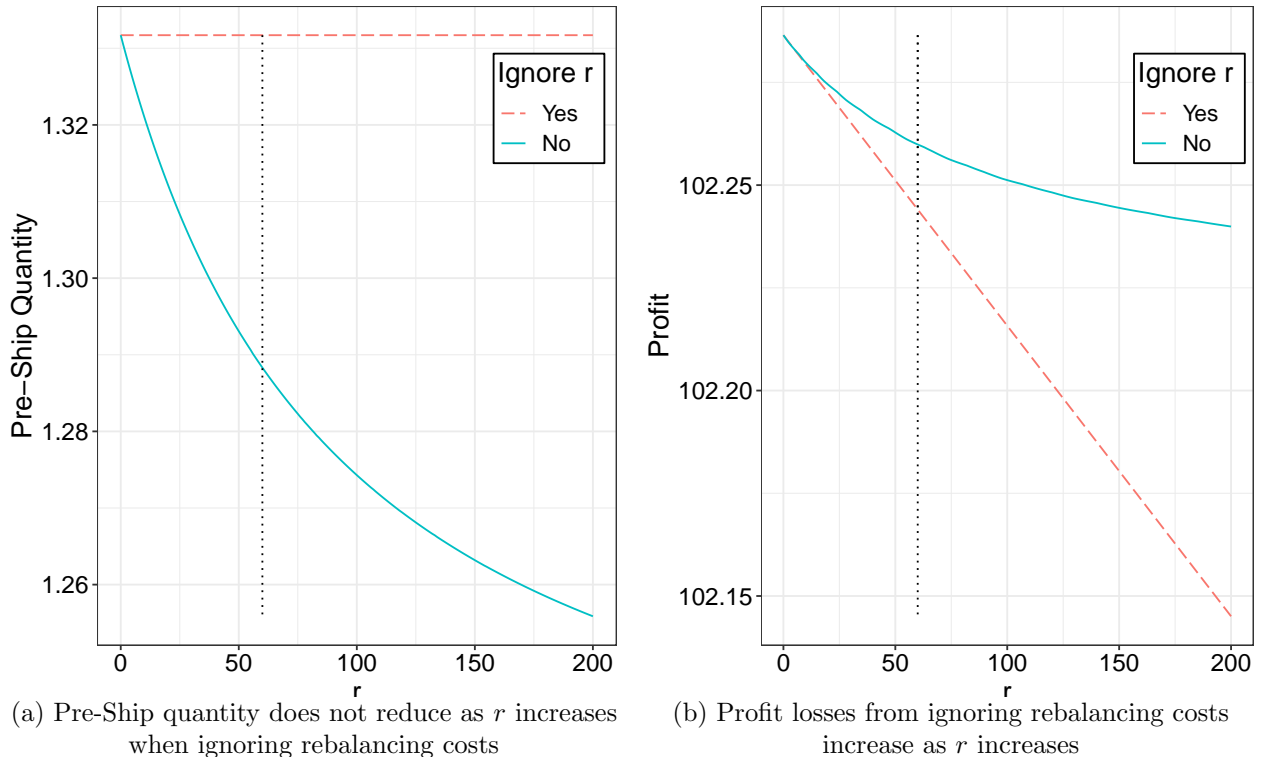 Pre−Ship Quantity
1.32
1.30
1.28
1.26
Ignore r
Yes
No
0 50 100 150 200
r
(a) Pre-Ship quantity does not reduce as r increases
when ignoring rebalancing costs
Profit
102.25
102.20
102.15
Ignore r
Yes
No
0 50 100 150 200
r
(b) Profit losses from ignoring rebalancing costs
increase as r increases